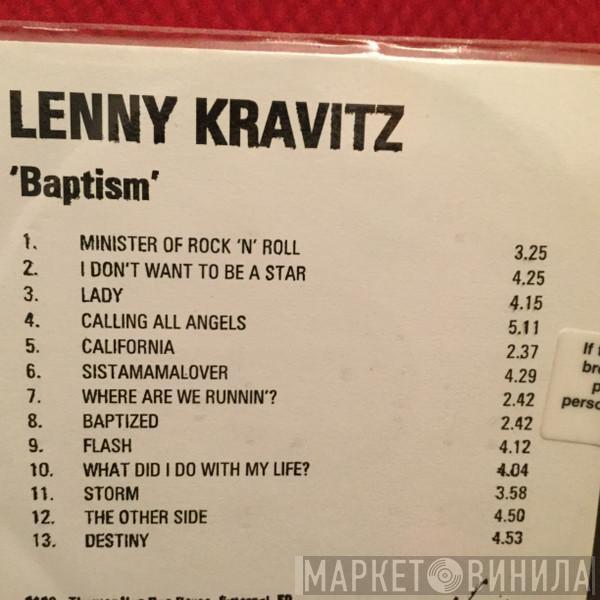 LENNY KRAVITZ
'Baptism'
1. MINISTER OF ROCK 'N' ROLL 3.25
2. I DON'T WANT TO BE A STAR 4.25
3. LADY 4.15
4. CALLING ALL ANGELS 5.11
5. CALIFORNIA 2.37
6. SISTAMAMALOVER 4.29
7. WHERE ARE WE RUNNIN'? 2.42
8. BAPTIZED 2.42
9. FLASH 4.12
10. WHAT DID I DO WITH MY LIFE? 4.04
11. STORM 3.58
12. THE OTHER SIDE 4.50
13. DESTINY 4.53
If
bro
p
perso
МАРКЕТ ВИНИЛА